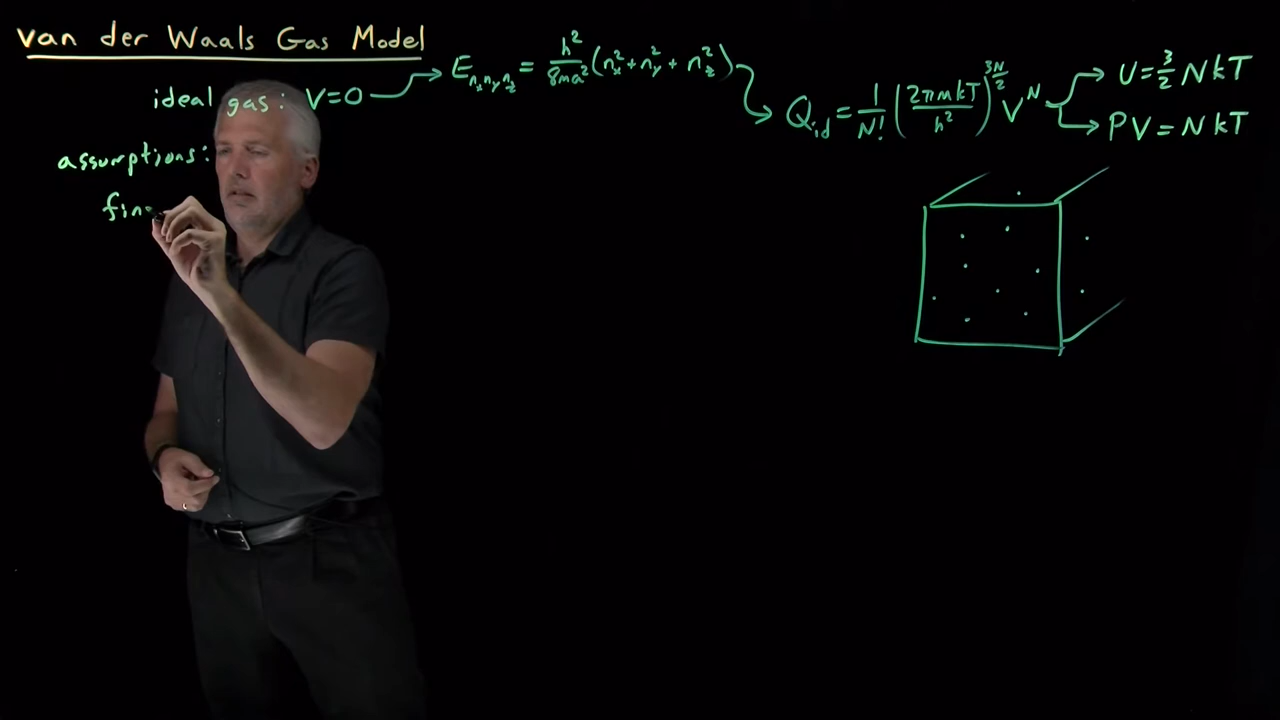 van der Waals Gas Model
ideal gas: V=0 → E_{n_x n_y n_z} = h²/8ma² (n_x² + n_y² + n_z²) → Q_id = 1/N! (2πmkT/h²)^{3N/2} V^N → U = 3/2 NkT
→ PV = NkT
assumptions:
fin